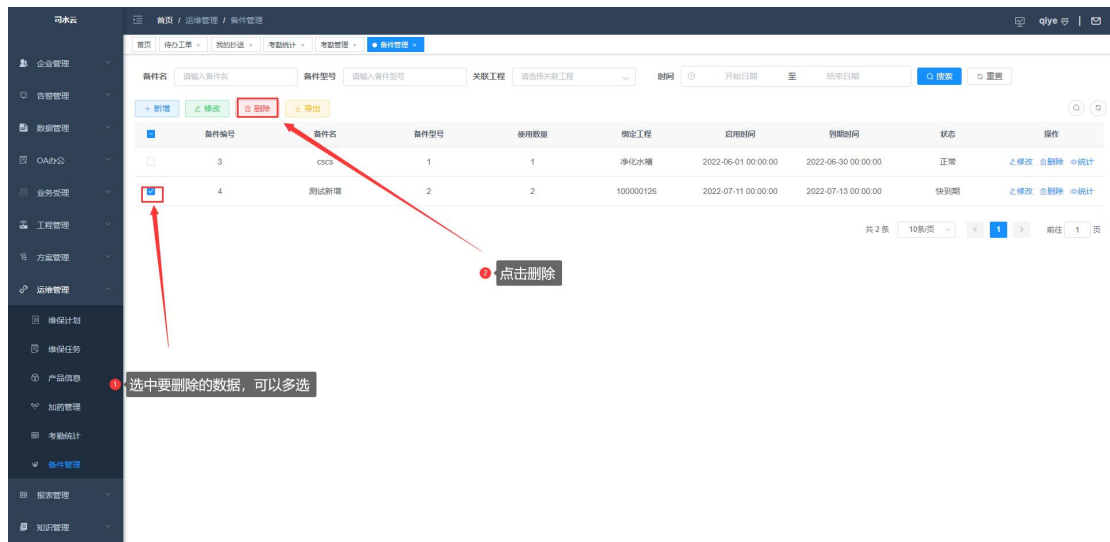 司水云
首页 / 运维管理 / 备件管理
qiye
首页 待办工单 × 我的抄送 × 考勤统计 × 考勤管理 × 备件管理 ×
企业管理
告警管理
数据管理
OA办公
业务受理
工程管理
方案管理
运维管理
维保计划
维保任务
产品信息
加药管理
考勤统计
备件管理
报表管理
知识管理
备件名 请输入备件名 备件型号 请输入备件型号 关联工程 请选择关联工程 时间 开始日期 至 结束日期 搜索 重置
+ 新增 修改 删除 导出
备件编号 备件名 备件型号 使用数量 绑定工程 启用时间 到期时间 状态 操作
3 cscs 1 1 净化水桶 2022-06-01 00:00:00 2022-06-30 00:00:00 正常 修改 删除 统计
4 测试新增 2 2 100000126 2022-07-11 00:00:00 2022-07-13 00:00:00 快到期 修改 删除 统计
共 2 条 10条/页 < 1 > 前往 1 页
2 点击删除
1 选中要删除的数据，可以多选